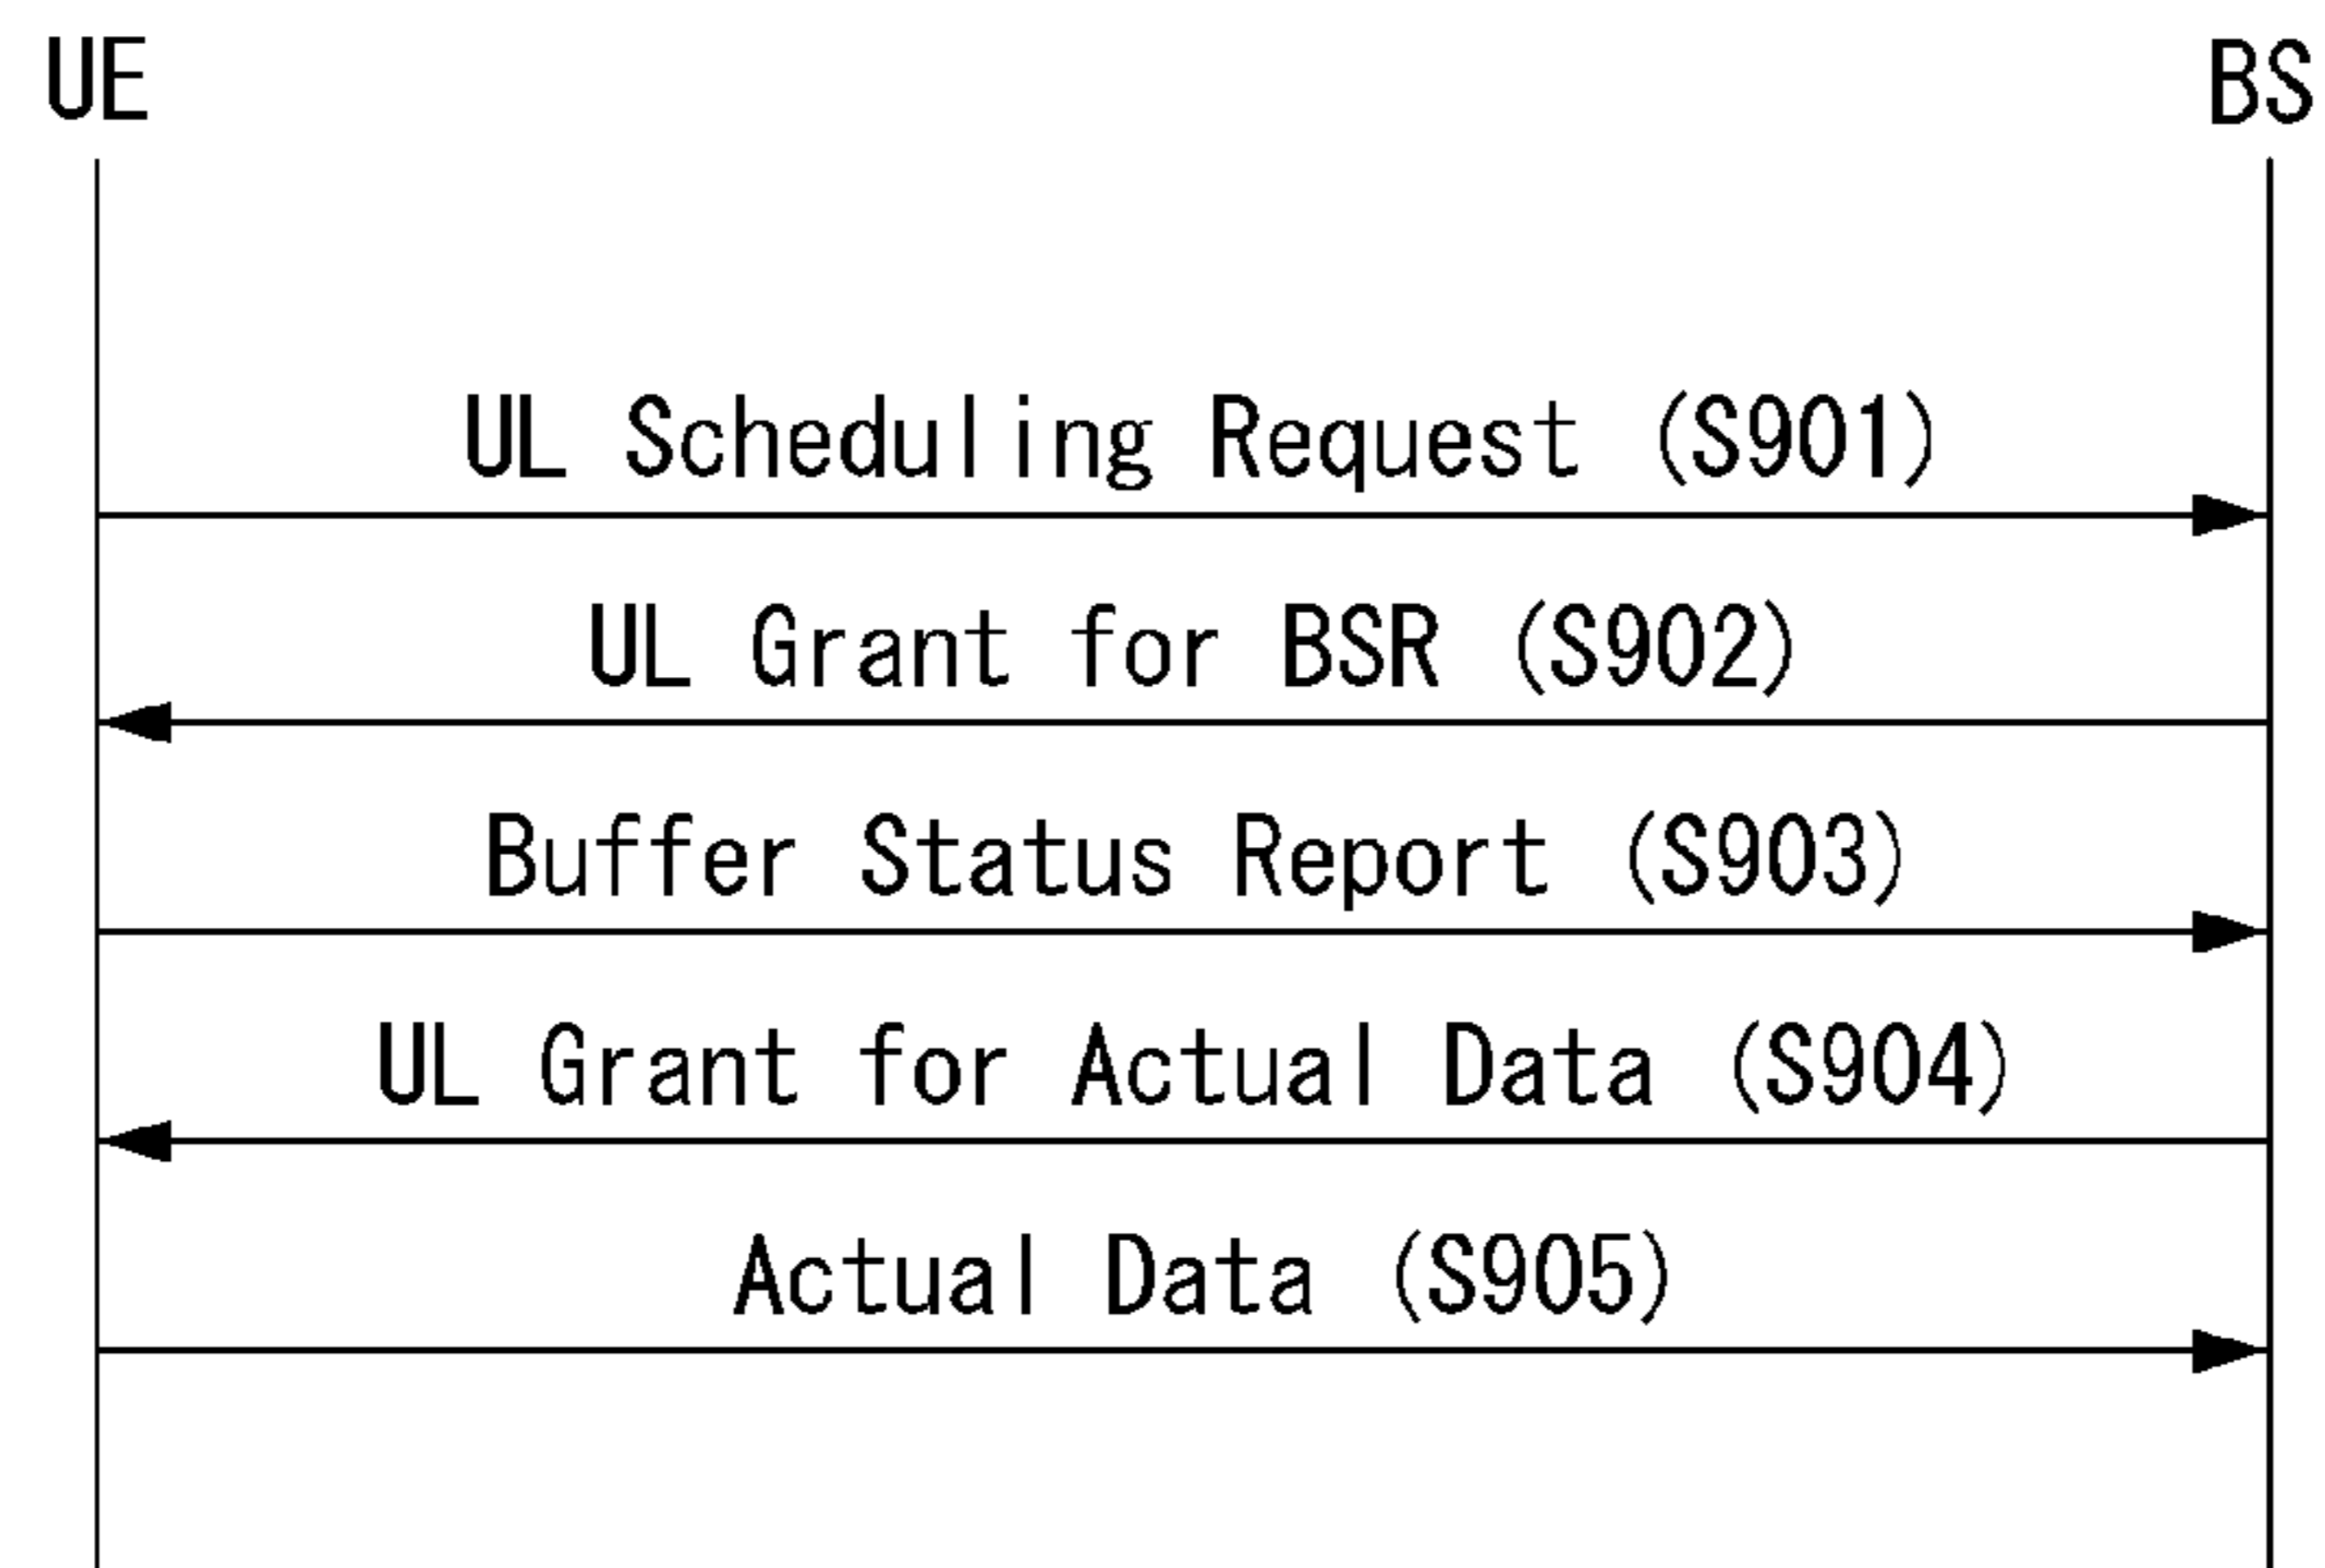 UE BS
UL Scheduling Request (S901)
UL Grant for BSR (S902)
Buffer Status Report (S903)
UL Grant for Actual Data (S904)
Actual Data (S905)